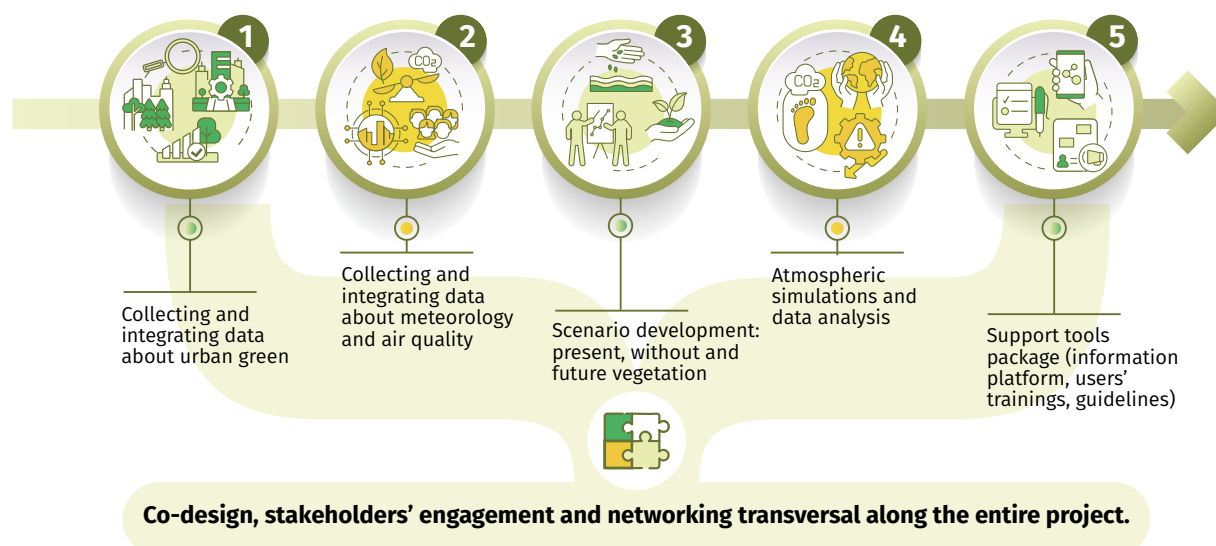 1
2
3
4
5
CO₂
CO₂
Collecting and
integrating data
about urban green
Collecting and
integrating data
about meteorology
and air quality
Scenario development:
present, without and
future vegetation
Atmospheric
simulations and
data analysis
Support tools
package (information
platform, users’
trainings, guidelines)
Co-design, stakeholders’ engagement and networking transversal along the entire project.